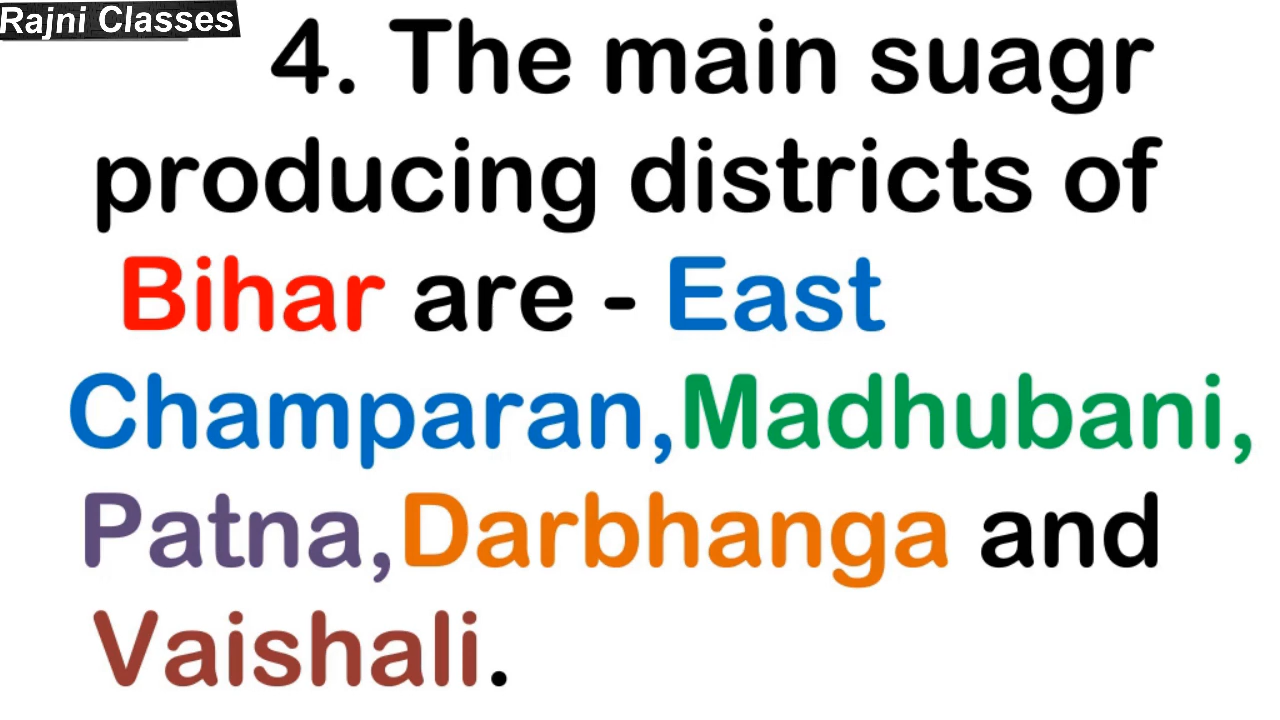 Rajni Classes
4. The main suagr
producing districts of
Bihar are - East
Champaran,Madhubani,
Patna,Darbhanga and
Vaishali.